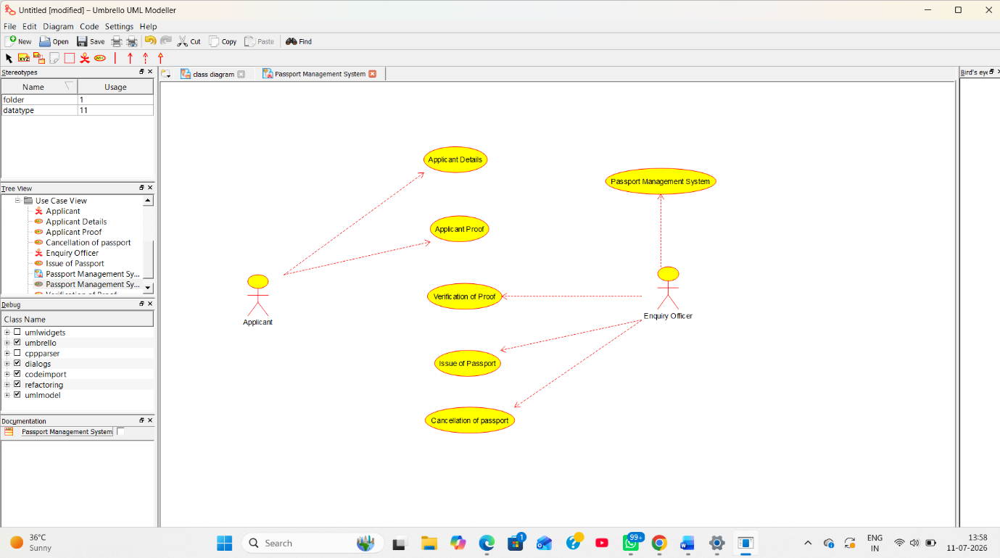 Untitled [modified] – Umbrello UML Modeller
File Edit Diagram Code Settings Help
New Open Save Cut Copy Paste Find
XYZ ABC
Stereotypes
class diagram Passport Management System
Bird's eye
Name Usage
folder 1
datatype 11
Applicant Details
Passport Management System
Applicant Proof
Verification of Proof
Enquiry Officer
Applicant
Issue of Passport
Cancellation of passport
Tree View
Use Case View
Applicant
Applicant Details
Applicant Proof
Cancellation of passport
Enquiry Officer
Issue of Passport
Passport Management Sy...
Passport Management Sy...
Verification of Proof
Debug
Class Name
umlwidgets
umbrello
cppparser
dialogs
codeimport
refactoring
umlmodel
Documentation
Passport Management System
36°C
Sunny
Search
1
99+
ENG
IN
13:58
11-07-2026